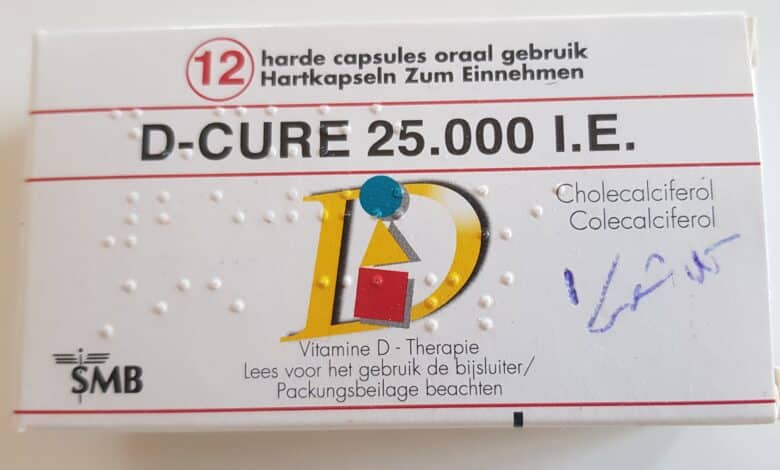 12 harde capsules oraal gebruik
Hartkapseln Zum Einnehmen
D-CURE 25.000 I.E.
D
Cholecalciferol
Colecalciferol
Vitamine D - Therapie
Lees voor het gebruik de bijsluiter/
Packungsbeilage beachten
SMB